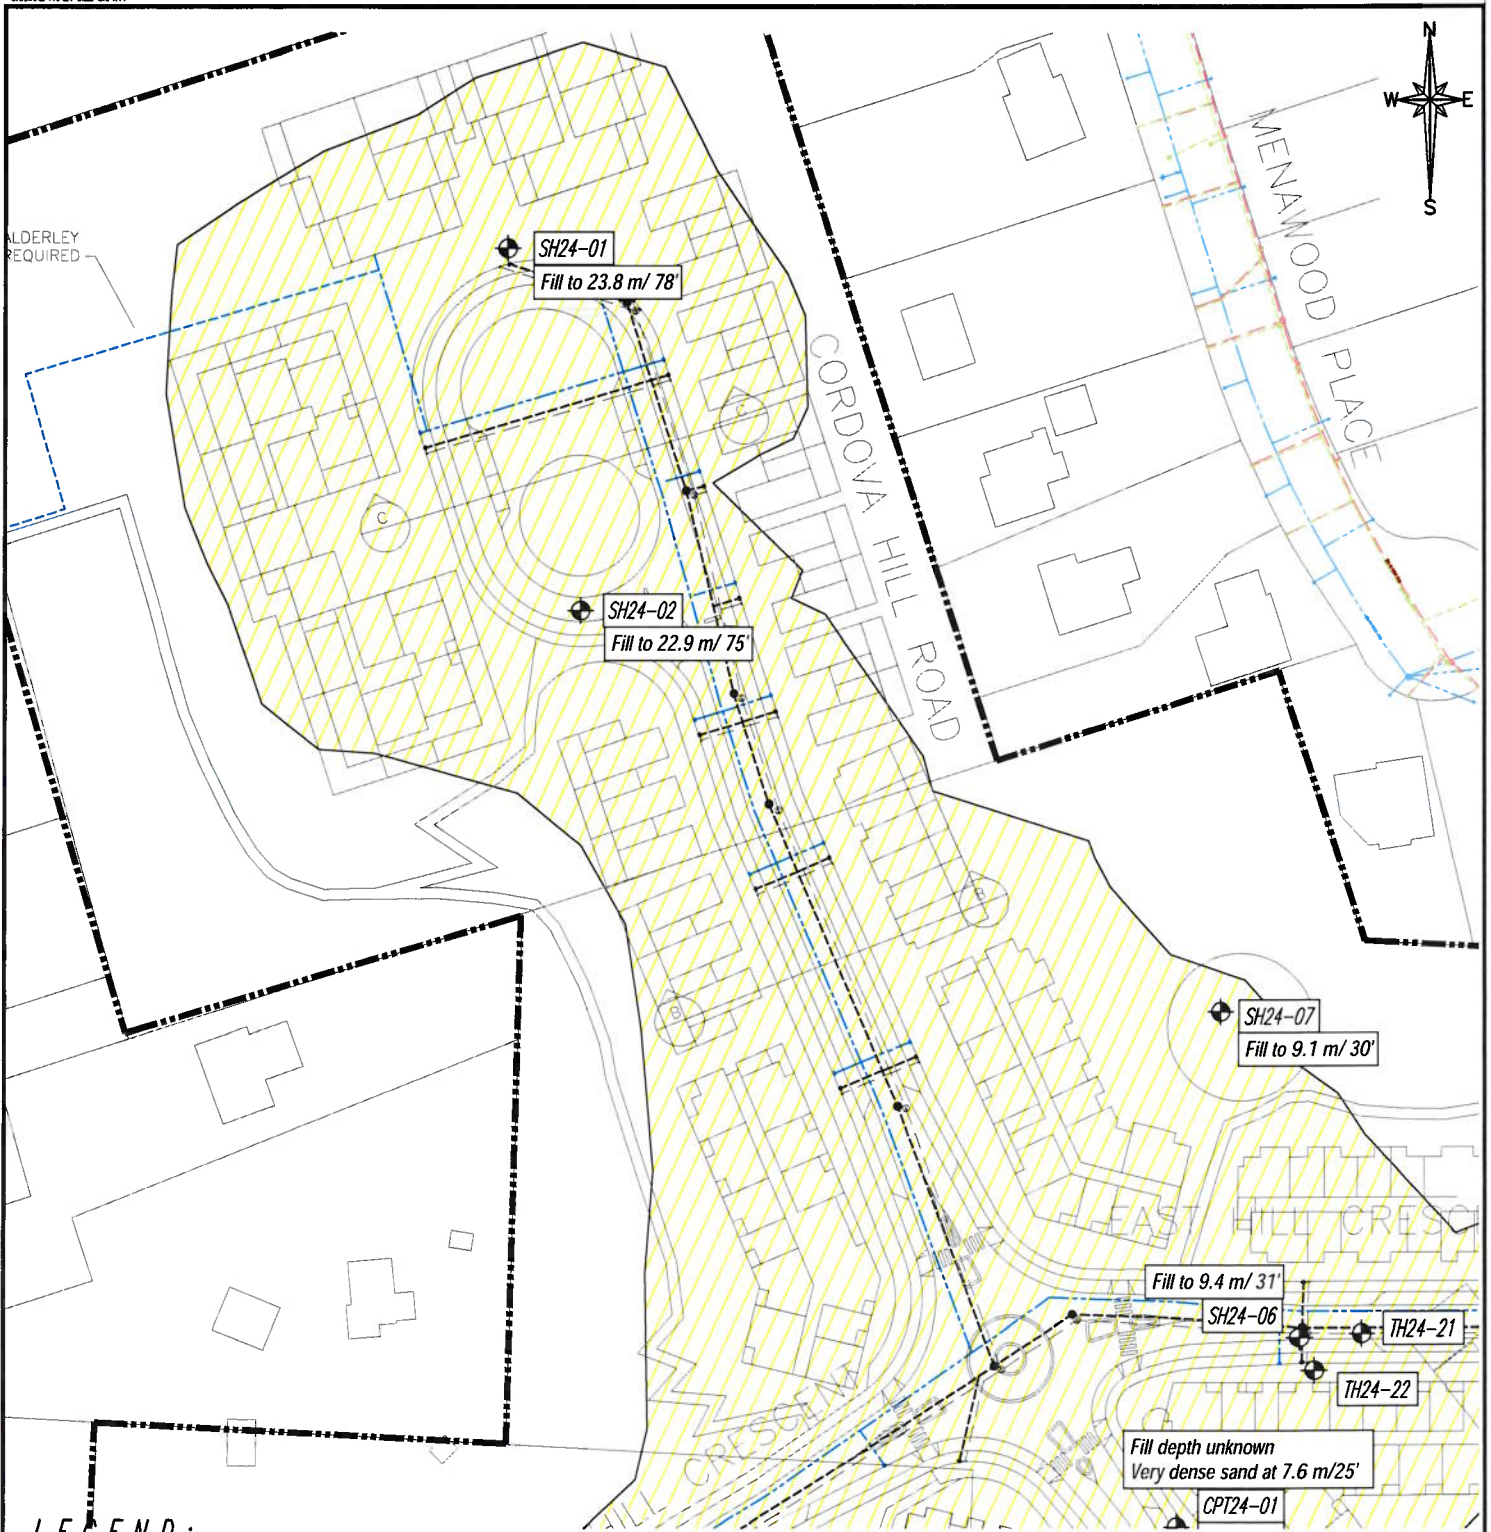 N
W E
S
MENAWOOD PLACE
ALDERLEY
REQUIRED
SH24-01
Fill to 23.8 m/ 78'
CORDOVA HILL ROAD
C
C
SH24-02
Fill to 22.9 m/ 75'
B
B
SH24-07
Fill to 9.1 m/ 30'
EAST HILL CRESC
Fill to 9.4 m/ 31'
SH24-06
TH24-21
TH24-22
HILL CRESSENT
Fill depth unknown
Very dense sand at 7.6 m/25'
CPT24-01
LEGEND: